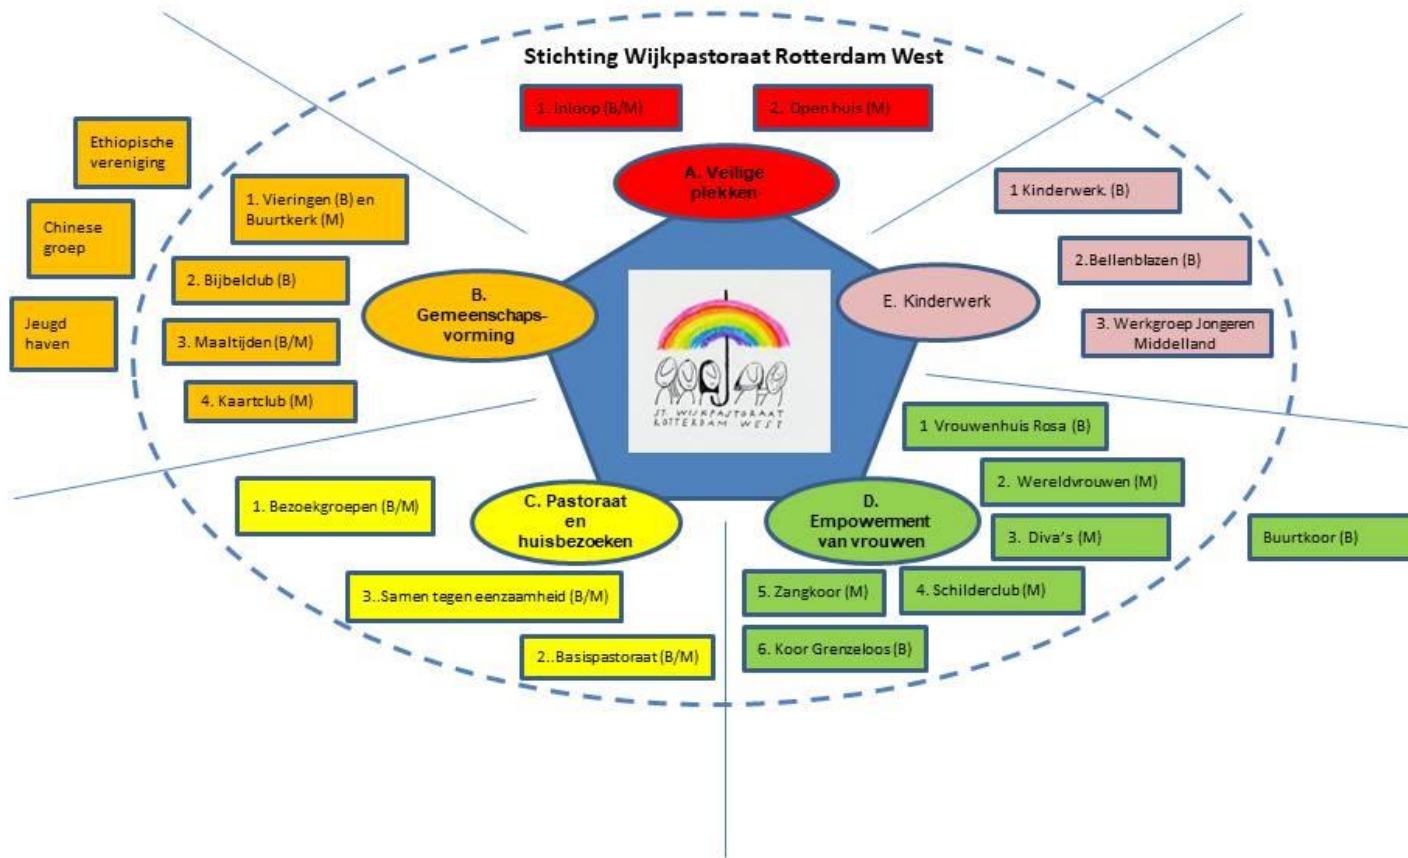 Stichting Wijkpastoraat Rotterdam West
1. Inloop (B/M)
2. Open huis (M)
A. Veilige
plekken
Ethiopische
vereniging
Chinese
groep
Jeugd
haven
1. Vieringen (B) en
Buurtkerk (M)
2. Bijbelclub (B)
3. Maaltijden (B/M)
4. Kaartclub (M)
B.
Gemeenschaps-
vorming
ST. WIJKPASTORAAT
ROTTERDAM WEST
E. Kinderwerk
1 Kinderwerk. (B)
2.Bellenblazen (B)
3. Werkgroep Jongeren
Middelland
C. Pastoraat
en
huisbezoeken
1. Bezoekgroepen (B/M)
3..Samen tegen eenzaamheid (B/M)
2..Basispastoraat (B/M)
D.
Empowerment
van vrouwen
1 Vrouwenhuis Rosa (B)
2. Wereldvrouwen (M)
3. Diva's (M)
4. Schilderclub (M)
5. Zangkoor (M)
6. Koor Grenzeloos (B)
Buurtkoor (B)